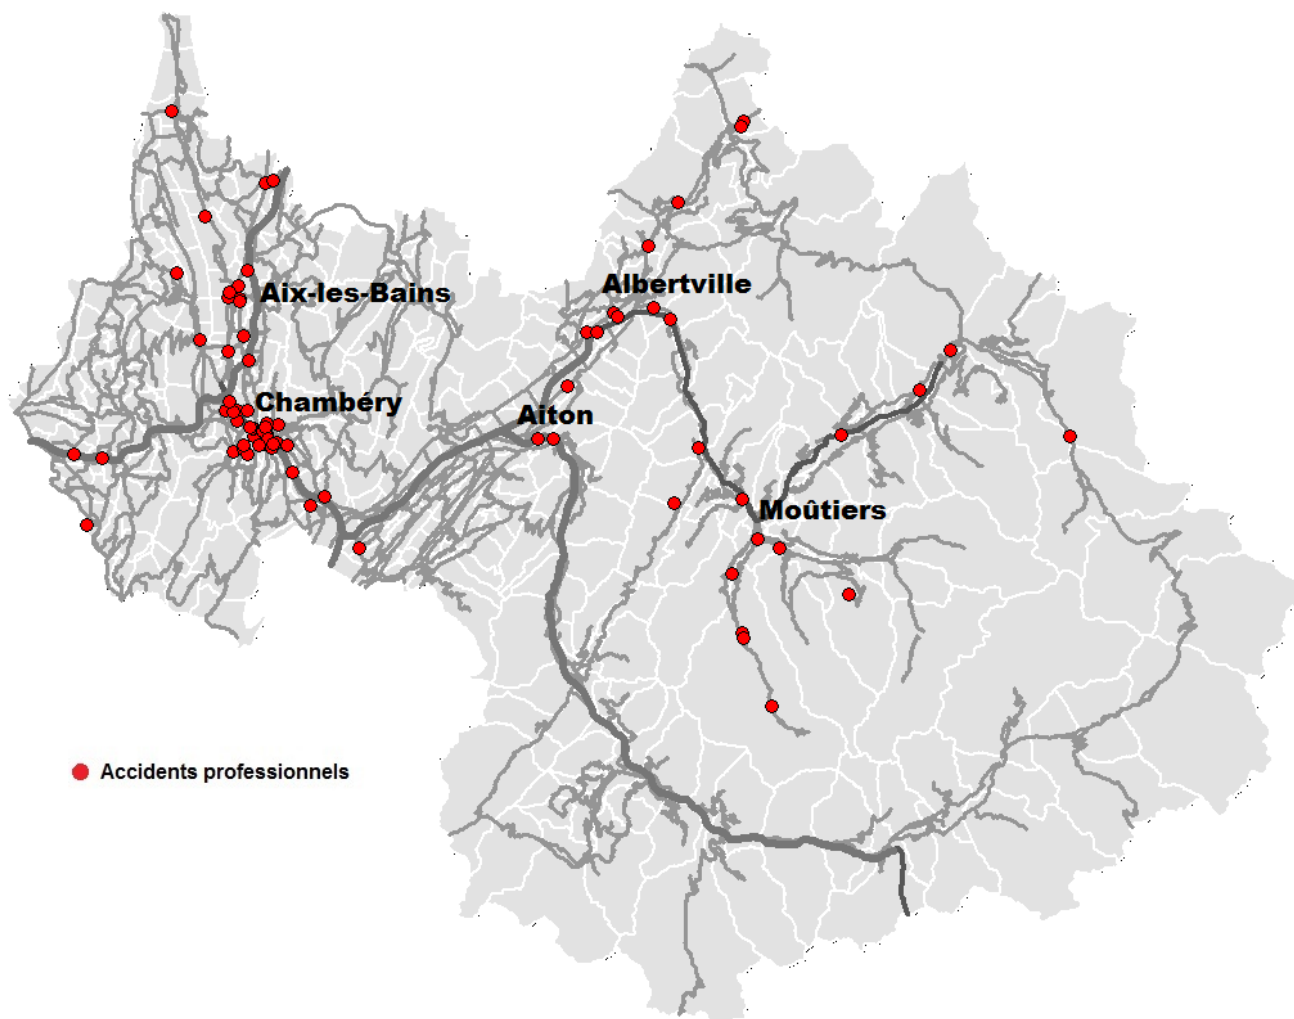 Albertville
Aix-les-Bains
Chambéry
Aiton
Moûtiers
Accidents professionnels